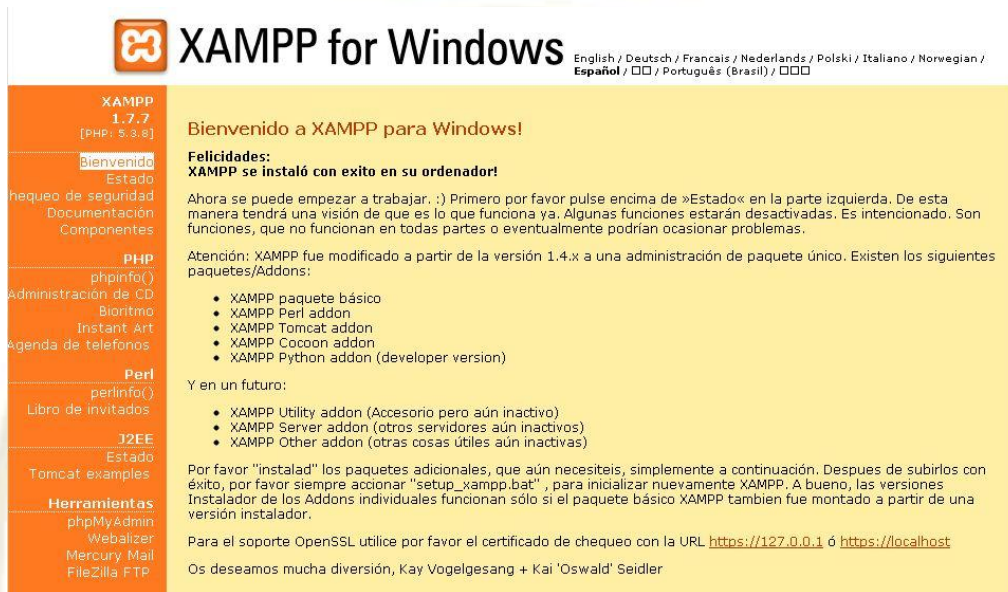 XAMPP for Windows
English / Deutsch / Francais / Nederlands / Polski / Italiano / Norwegian /
Español / □□ / Português (Brasil) / □□□
XAMPP
1.7.7
[PHP: 5.3.8]
Bienvenido
Estado
hequeo de seguridad
Documentación
Componentes
PHP
phpinfo()
Administración de CD
Bioritmo
Instant Art
Agenda de telefonos
Perl
perlinfo()
Libro de invitados
J2EE
Estado
Tomcat examples
Herramientas
phpMyAdmin
Webalizer
Mercury Mail
FileZilla FTP
Bienvenido a XAMPP para Windows!
Felicidades:
XAMPP se instaló con exito en su ordenador!
Ahora se puede empezar a trabajar. :) Primero por favor pulse encima de »Estado« en la parte izquierda. De esta
manera tendrá una visión de que es lo que funciona ya. Algunas funciones estarán desactivadas. Es intencionado. Son
funciones, que no funcionan en todas partes o eventualmente podrían ocasionar problemas.
Atención: XAMPP fue modificado a partir de la versión 1.4.x a una administración de paquete único. Existen los siguientes
paquetes/Addons:
• XAMPP paquete básico
• XAMPP Perl addon
• XAMPP Tomcat addon
• XAMPP Cocoon addon
• XAMPP Python addon (developer version)
Y en un futuro:
• XAMPP Utility addon (Accesorio pero aún inactivo)
• XAMPP Server addon (otros servidores aún inactivos)
• XAMPP Other addon (otras cosas útiles aún inactivas)
Por favor "instalad" los paquetes adicionales, que aún necesiteis, simplemente a continuación. Despues de subirlos con
éxito, por favor siempre accionar "setup_xampp.bat" , para inicializar nuevamente XAMPP. A bueno, las versiones
Instalador de los Addons individuales funcionan sólo si el paquete básico XAMPP tambien fue montado a partir de una
versión instalador.
Para el soporte OpenSSL utilice por favor el certificado de chequeo con la URL https://127.0.0.1 ó https://localhost
Os deseamos mucha diversión, Kay Vogelgesang + Kai 'Oswald' Seidler